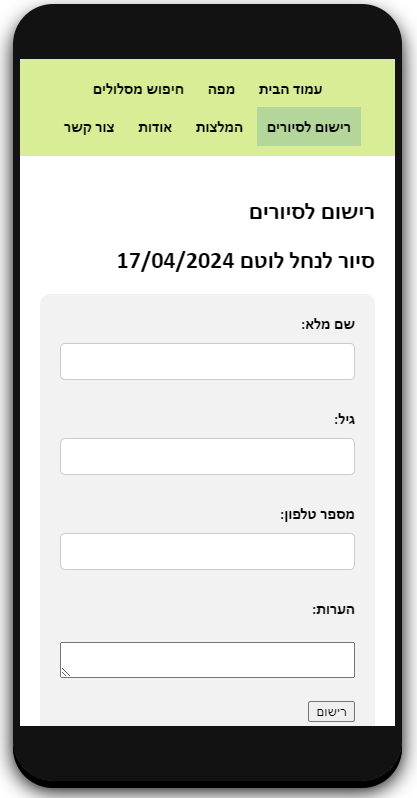 עמוד הבית מפה חיפוש מסלולים
רישום לסיורים המלצות אודות צור קשר
רישום לסיורים
סיור לנחל לוטם 17/04/2024
שם מלא:
גיל:
מספר טלפון:
הערות:
רישום